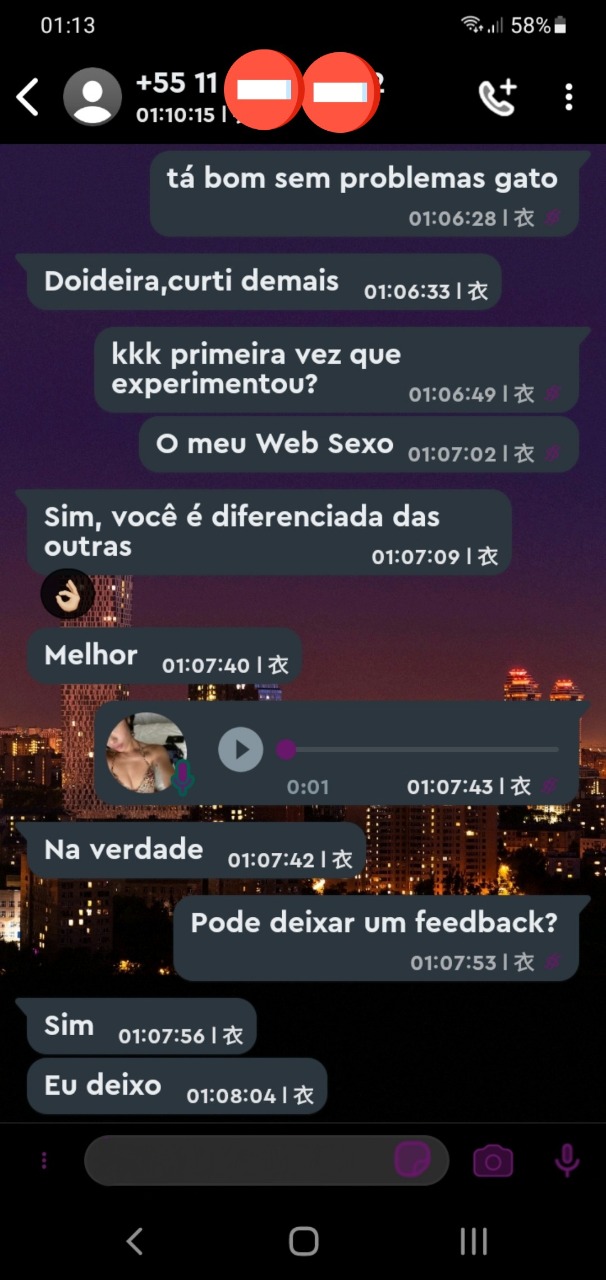 01:13 58%
+55 11 2
01:10:15 |
tá bom sem problemas gato
01:06:28 | 衣
Doideira,curti demais 01:06:33 | 衣
kkk primeira vez que
experimentou? 01:06:49 | 衣
O meu Web Sexo 01:07:02 | 衣
Sim, você é diferenciada das
outras 01:07:09 | 衣
Melhor 01:07:40 | 衣
0:01 01:07:43 | 衣
Na verdade 01:07:42 | 衣
Pode deixar um feedback?
01:07:53 | 衣
Sim 01:07:56 | 衣
Eu deixo 01:08:04 | 衣